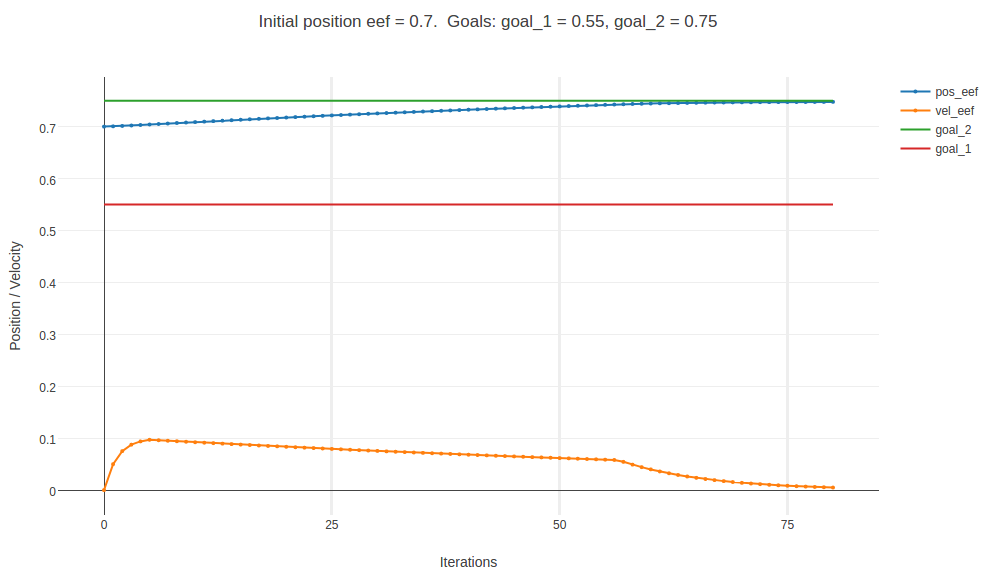 Initial position eef = 0.7.  Goals: goal_1 = 0.55, goal_2 = 0.75
pos_eef
vel_eef
goal_2
goal_1
Position / Velocity
0.7
0.6
0.5
0.4
0.3
0.2
0.1
0
0
25
50
75
Iterations